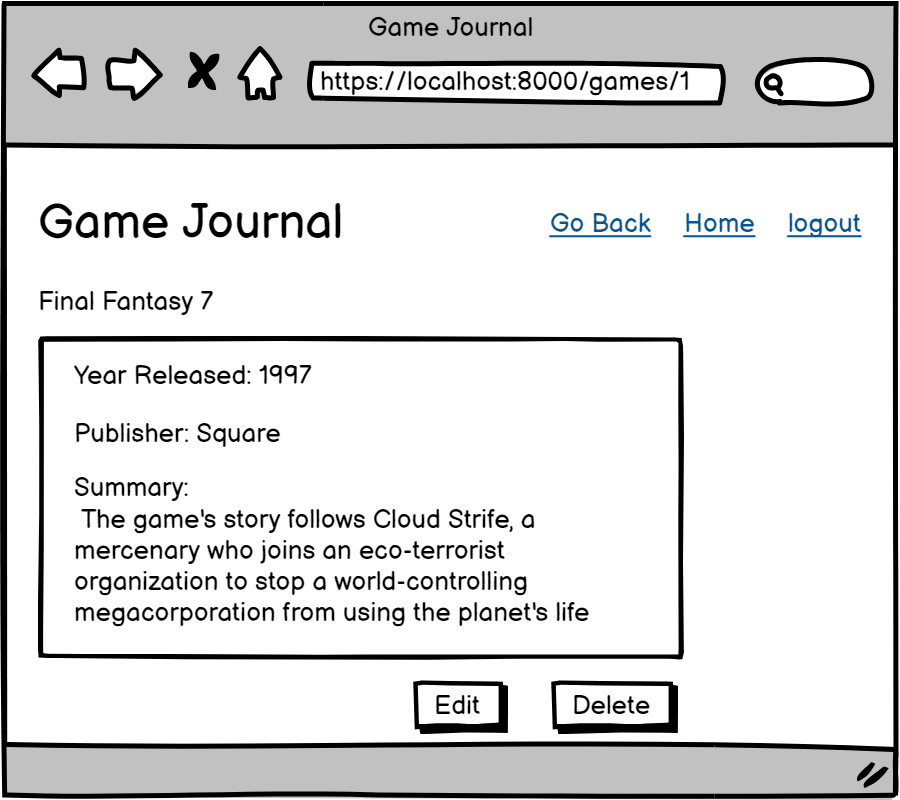 Game Journal
https://localhost:8000/games/1
Game Journal
Go Back Home logout
Final Fantasy 7
Year Released: 1997
Publisher: Square
Summary:
The game's story follows Cloud Strife, a
mercenary who joins an eco-terrorist
organization to stop a world-controlling
megacorporation from using the planet's life
Edit Delete